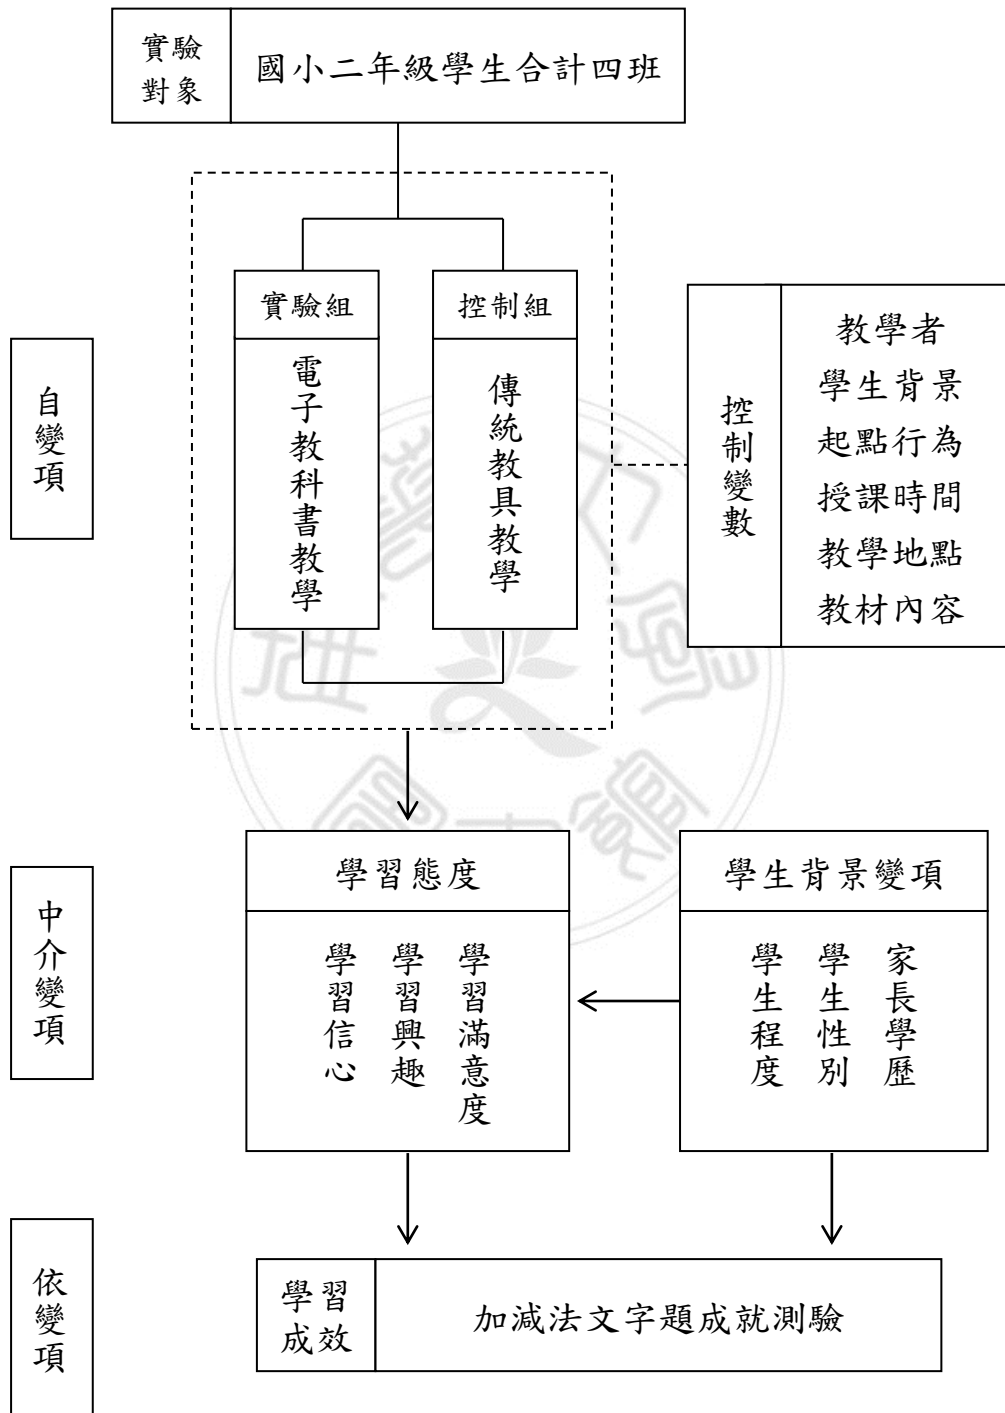 實驗
對象
國小二年級學生合計四班
自變項
實驗組
電子教科書教學
控制組
傳統教具教學
控制變數
教學者
學生背景
起點行為
授課時間
教學地點
教材內容
中介變項
學習態度
學習信心
學習興趣
學習滿意度
學生背景變項
學生程度
學生性別
家長學歷
依變項
學習
成效
加減法文字題成就測驗